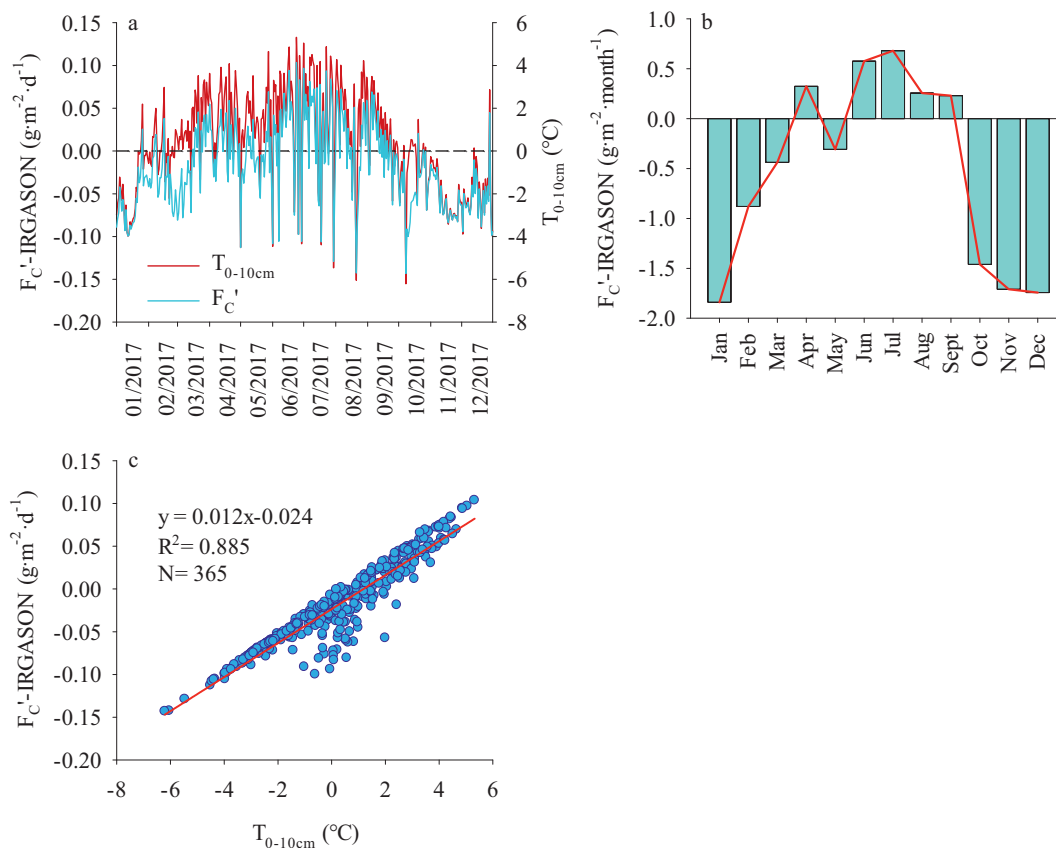 a
F_C'-IRGASON (g·m⁻²·d⁻¹)
0.15
0.10
0.05
0.00
-0.05
-0.10
-0.15
-0.20
6
4
2
0
-2
-4
-6
-8
T_0-10cm (°C)
T_0-10cm
F_C'
01/2017
02/2017
03/2017
04/2017
05/2017
06/2017
07/2017
08/2017
09/2017
10/2017
11/2017
12/2017
b
F_C'-IRGASON (g·m⁻²·month⁻¹)
1.0
0.5
0.0
-0.5
-1.0
-1.5
-2.0
Jan
Feb
Mar
Apr
May
Jun
Jul
Aug
Sept
Oct
Nov
Dec
c
F_C'-IRGASON (g·m⁻²·d⁻¹)
0.15
0.10
0.05
0.00
-0.05
-0.10
-0.15
-0.20
y = 0.012x-0.024
R²= 0.885
N= 365
-8 -6 -4 -2 0 2 4 6
T_0-10cm (°C)